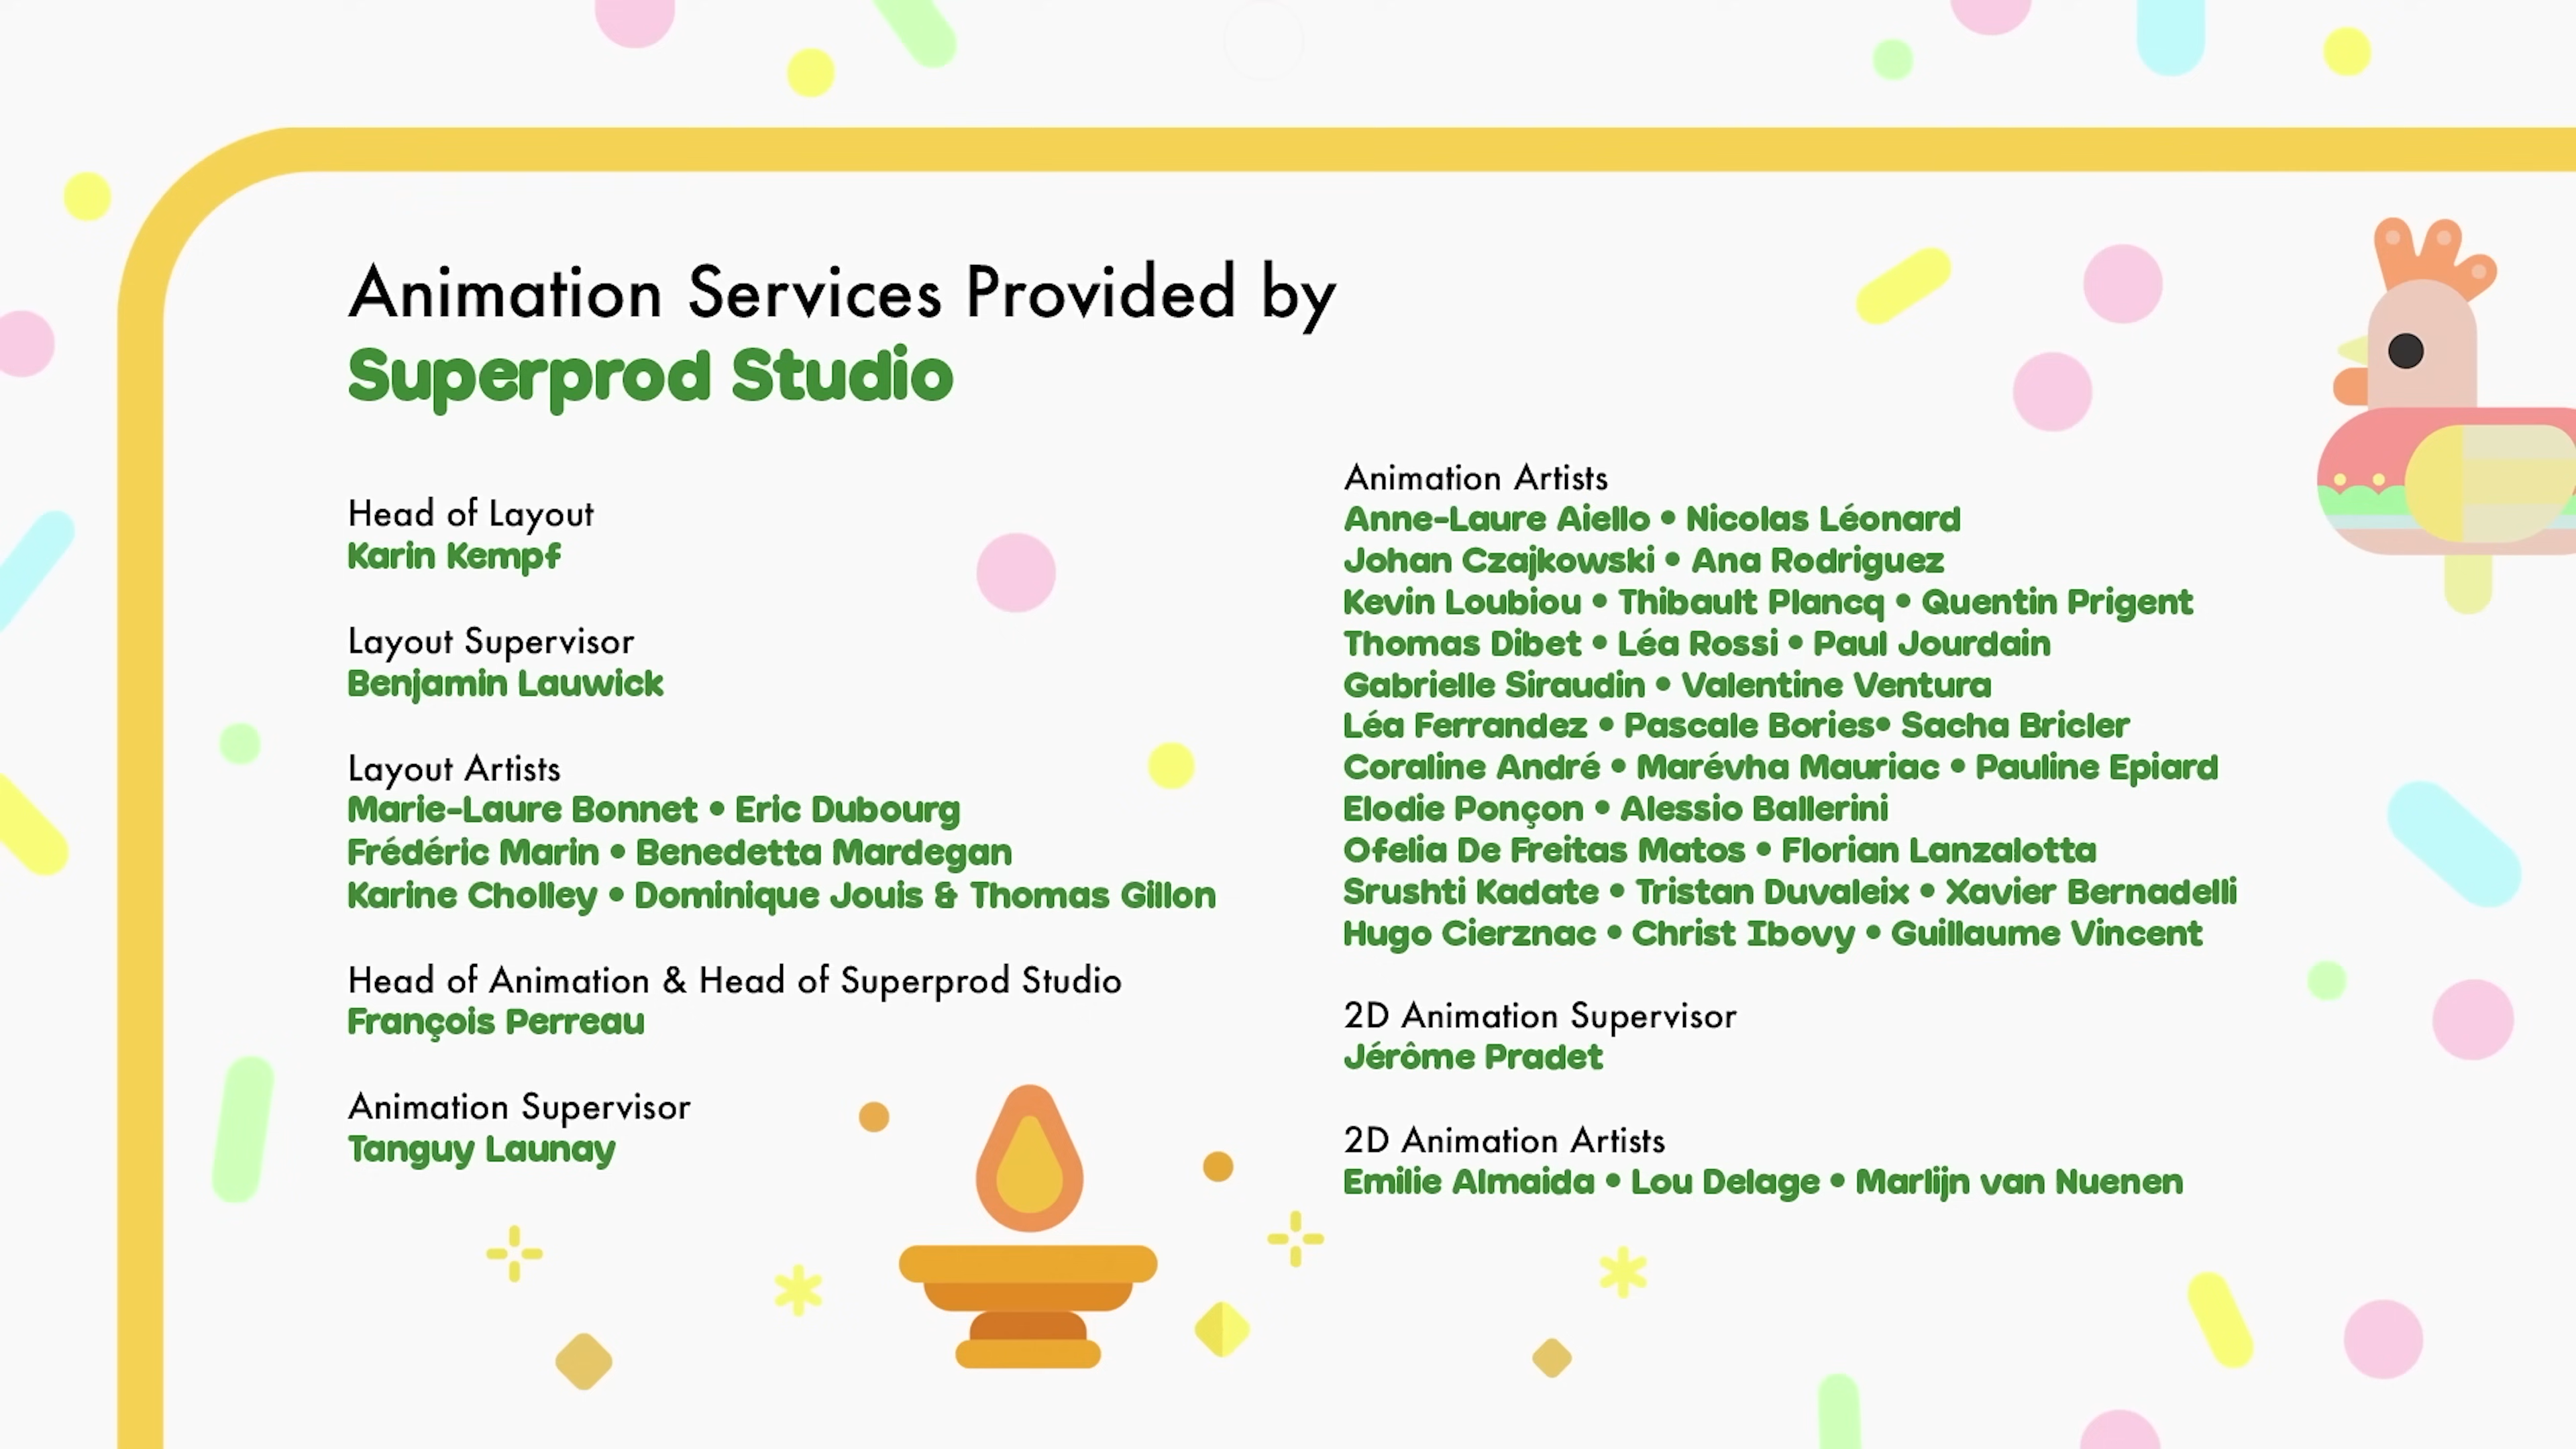 Animation Services Provided by
Superprod Studio
Head of Layout
Karin Kempf
Layout Supervisor
Benjamin Lauwick
Layout Artists
Marie-Laure Bonnet • Eric Dubourg
Frédéric Marin • Benedetta Mardegan
Karine Cholley • Dominique Jouis & Thomas Gillon
Head of Animation & Head of Superprod Studio
François Perreau
Animation Supervisor
Tanguy Launay
Animation Artists
Anne-Laure Aiello • Nicolas Léonard
Johan Czajkowski • Ana Rodriguez
Kevin Loubiou • Thibault Plancq • Quentin Prigent
Thomas Dibet • Léa Rossi • Paul Jourdain
Gabrielle Siraudin • Valentine Ventura
Léa Ferrandez • Pascale Bories• Sacha Bricler
Coraline André • Marévha Mauriac • Pauline Epiard
Elodie Ponçon • Alessio Ballerini
Ofelia De Freitas Matos • Florian Lanzalotta
Srushti Kadate • Tristan Duvaleix • Xavier Bernadelli
Hugo Cierznac • Christ Ibovy • Guillaume Vincent
2D Animation Supervisor
Jérôme Pradet
2D Animation Artists
Emilie Almaida • Lou Delage • Marlijn van Nuenen